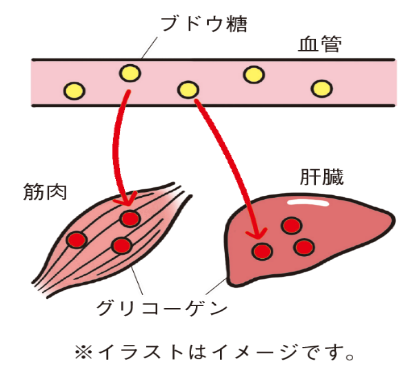 ブドウ糖
血管
筋肉
肝臓
グリコーゲン
※イラストはイメージです。